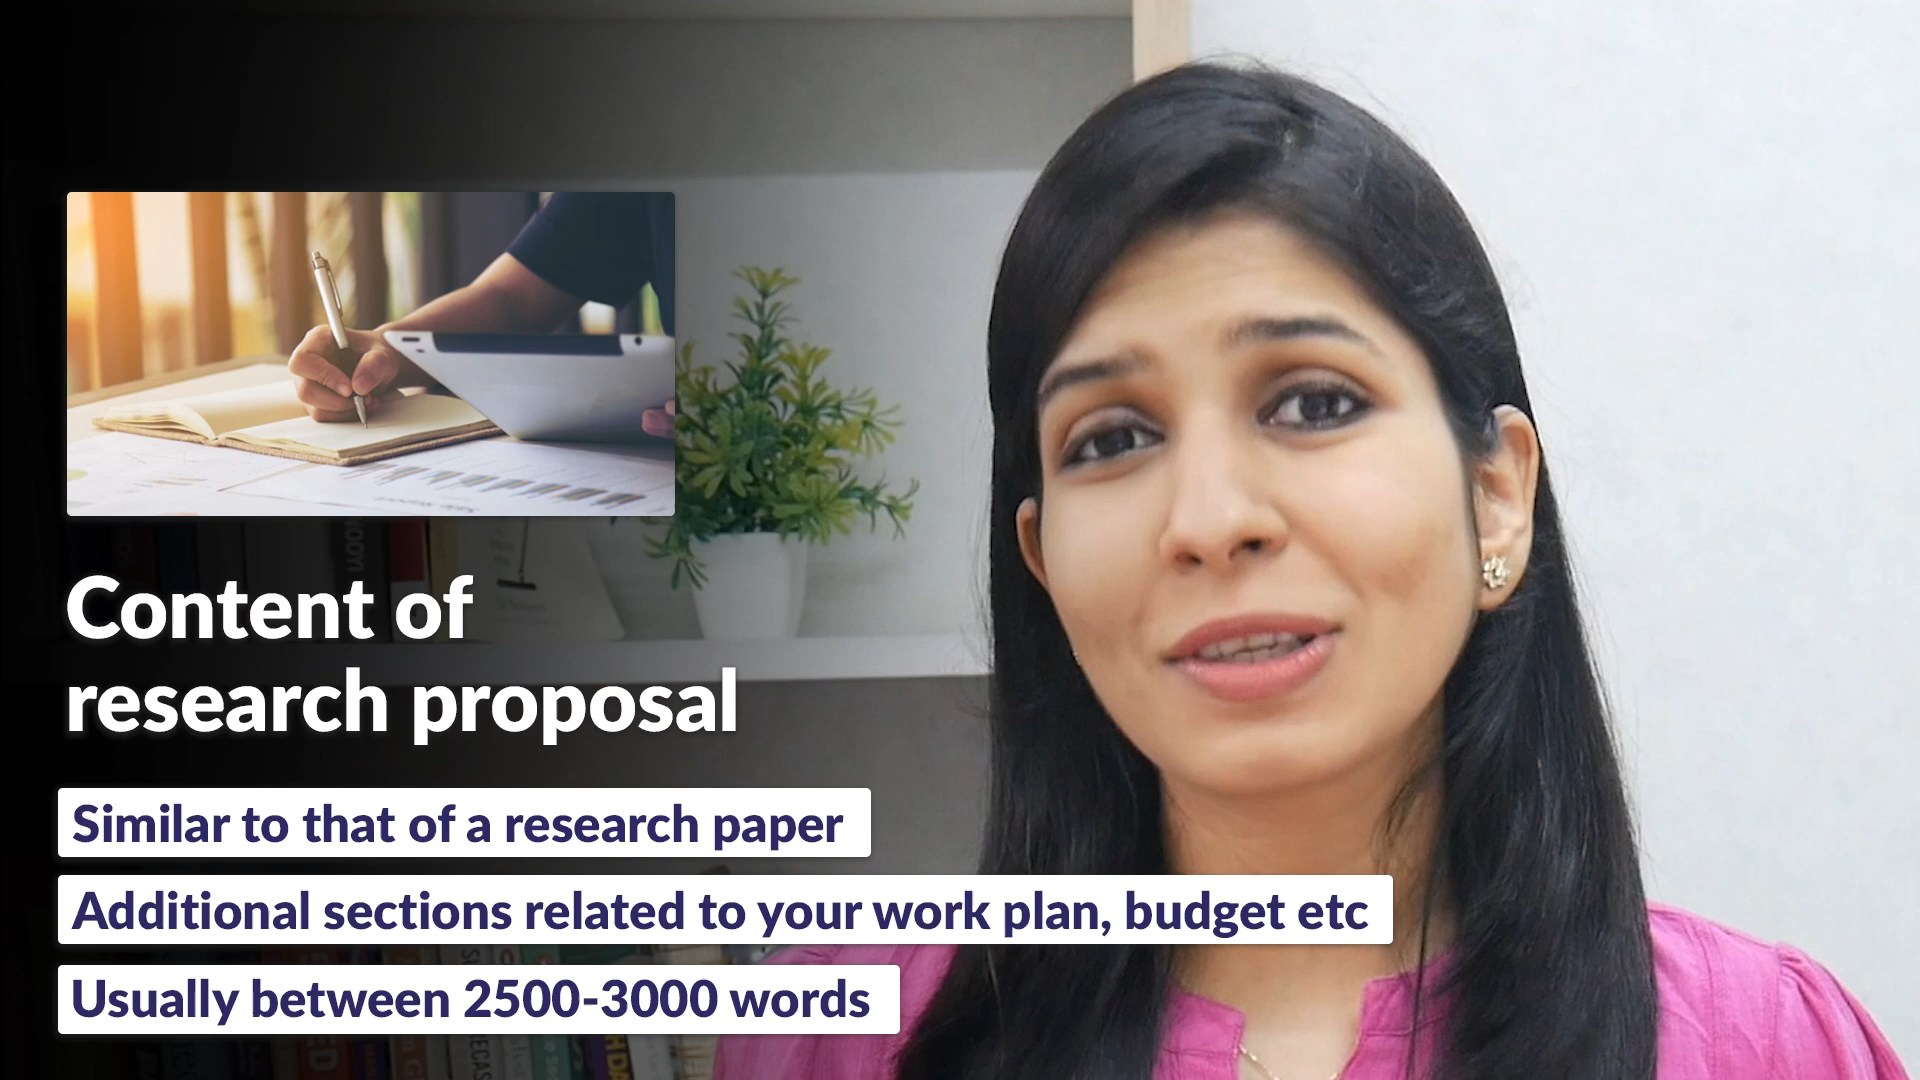 Content of
research proposal
Similar to that of a research paper
Additional sections related to your work plan, budget etc
Usually between 2500-3000 words